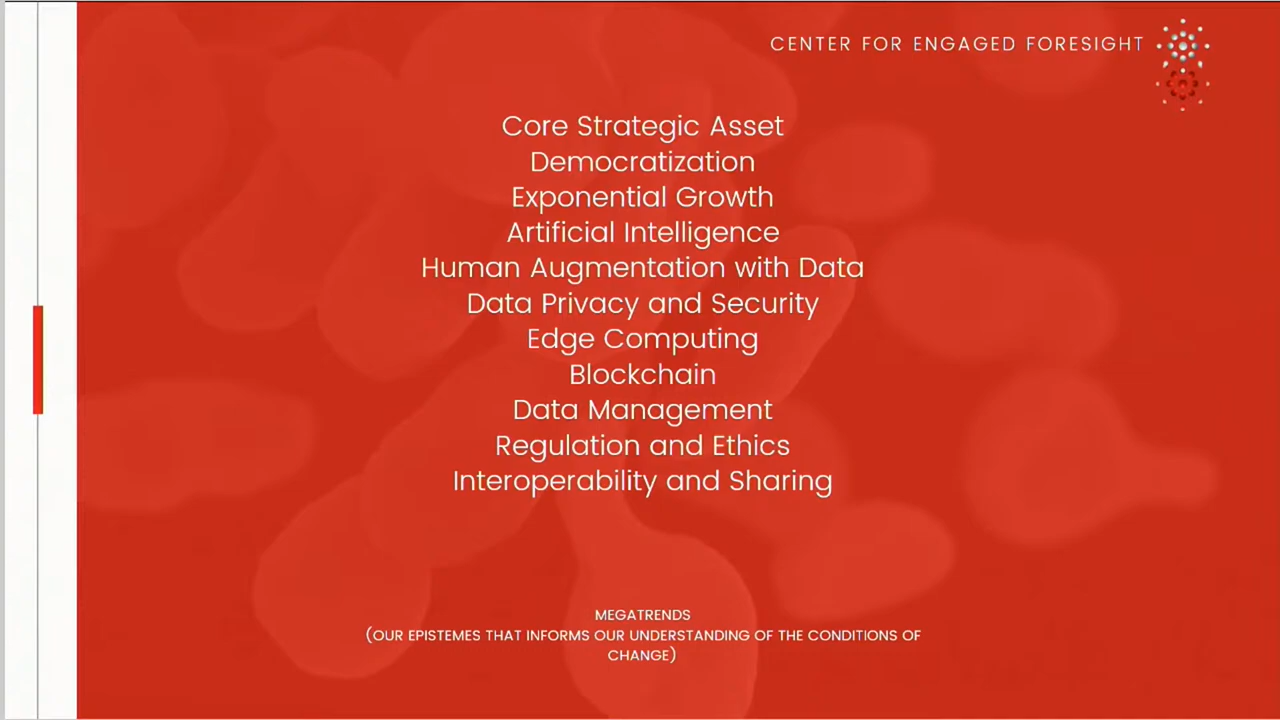 CENTER FOR ENGAGED FORESIGHT
Core Strategic Asset
Democratization
Exponential Growth
Artificial Intelligence
Human Augmentation with Data
Data Privacy and Security
Edge Computing
Blockchain
Data Management
Regulation and Ethics
Interoperability and Sharing
MEGATRENDS
(OUR EPISTEMES THAT INFORMS OUR UNDERSTANDING OF THE CONDITIONS OF
CHANGE)